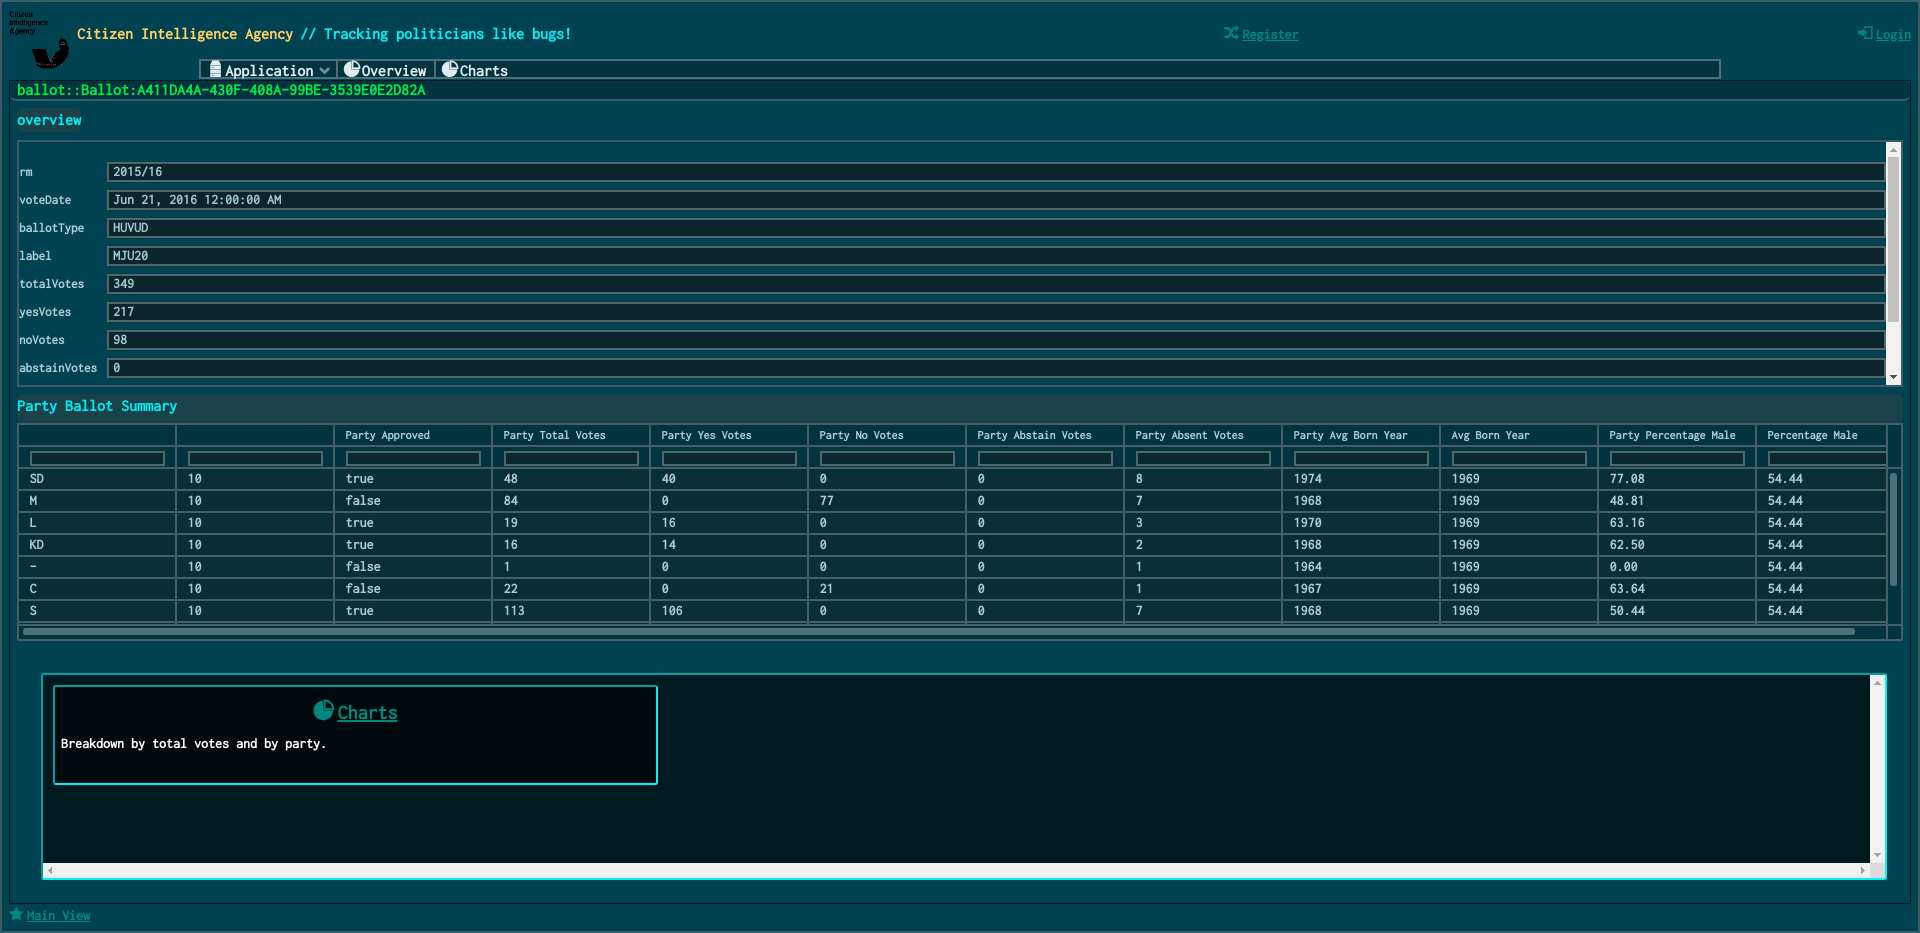 Citizen
Intelligence
Agency
Citizen Intelligence Agency // Tracking politicians like bugs!
Register
Login
Application
Overview
Charts
ballot::Ballot:A411DA4A-430F-408A-99BE-3539E0E2D82A
overview
rm 2015/16
voteDate Jun 21, 2016 12:00:00 AM
ballotType HUVUD
label MJU20
totalVotes 349
yesVotes 217
noVotes 98
abstainVotes 0
Party Ballot Summary
Party Approved Party Total Votes Party Yes Votes Party No Votes Party Abstain Votes Party Absent Votes Party Avg Born Year Avg Born Year Party Percentage Male Percentage Male
SD 10 true 48 40 0 0 8 1974 1969 77.08 54.44
M 10 false 84 0 77 0 7 1968 1969 48.81 54.44
L 10 true 19 16 0 0 3 1970 1969 63.16 54.44
KD 10 true 16 14 0 0 2 1968 1969 62.50 54.44
- 10 false 1 0 0 0 1 1964 1969 0.00 54.44
C 10 false 22 0 21 0 1 1967 1969 63.64 54.44
S 10 true 113 106 0 0 7 1968 1969 50.44 54.44
Charts
Breakdown by total votes and by party.
Main View